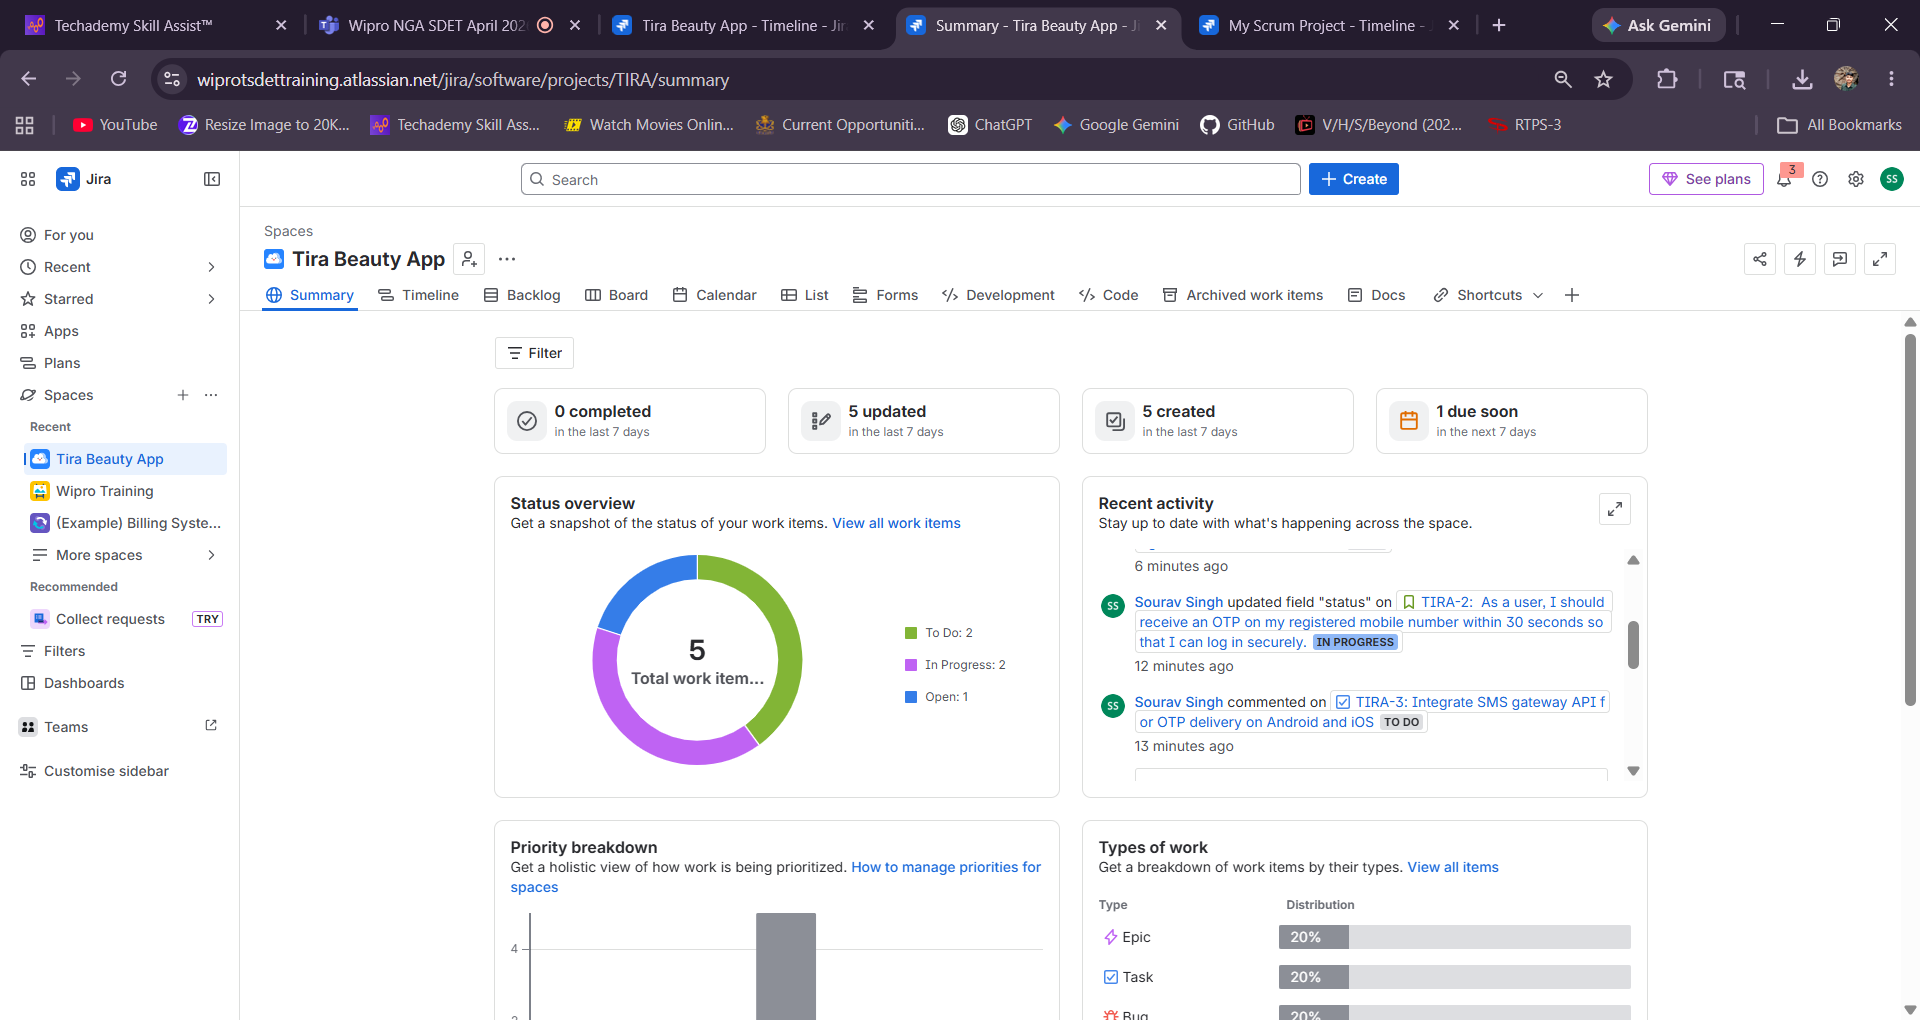 Techademy Skill Assist™
Wipro NGA SDET April 202
Tira Beauty App - Timeline - Jir
Summary - Tira Beauty App - Ji
My Scrum Project - Timeline - J
Ask Gemini
wiprotsdettraining.atlassian.net/jira/software/projects/TIRA/summary
YouTube
Resize Image to 20K...
Techademy Skill Ass...
Watch Movies Onlin...
Current Opportuniti...
ChatGPT
Google Gemini
GitHub
V/H/S/Beyond (202...
RTPS-3
All Bookmarks
Jira
Search
Create
See plans
3
SS
For you
Recent
Starred
Apps
Plans
Spaces
Recent
Tira Beauty App
Wipro Training
(Example) Billing Syste...
More spaces
Recommended
Collect requests
TRY
Filters
Dashboards
Teams
Customise sidebar
Spaces
Tira Beauty App
Summary
Timeline
Backlog
Board
Calendar
List
Forms
Development
Code
Archived work items
Docs
Shortcuts
Filter
0 completed
in the last 7 days
5 updated
in the last 7 days
5 created
in the last 7 days
1 due soon
in the next 7 days
Status overview
Get a snapshot of the status of your work items. View all work items
5
Total work item...
To Do: 2
In Progress: 2
Open: 1
Recent activity
Stay up to date with what's happening across the space.
6 minutes ago
SS
Sourav Singh updated field "status" on TIRA-2: As a user, I should
receive an OTP on my registered mobile number within 30 seconds so
that I can log in securely. IN PROGRESS
12 minutes ago
SS
Sourav Singh commented on TIRA-3: Integrate SMS gateway API f
or OTP delivery on Android and iOS TO DO
13 minutes ago
Priority breakdown
Get a holistic view of how work is being prioritized. How to manage priorities for
spaces
4
Types of work
Get a breakdown of work items by their types. View all items
Type
Distribution
Epic
20%
Task
20%
Bug
20%